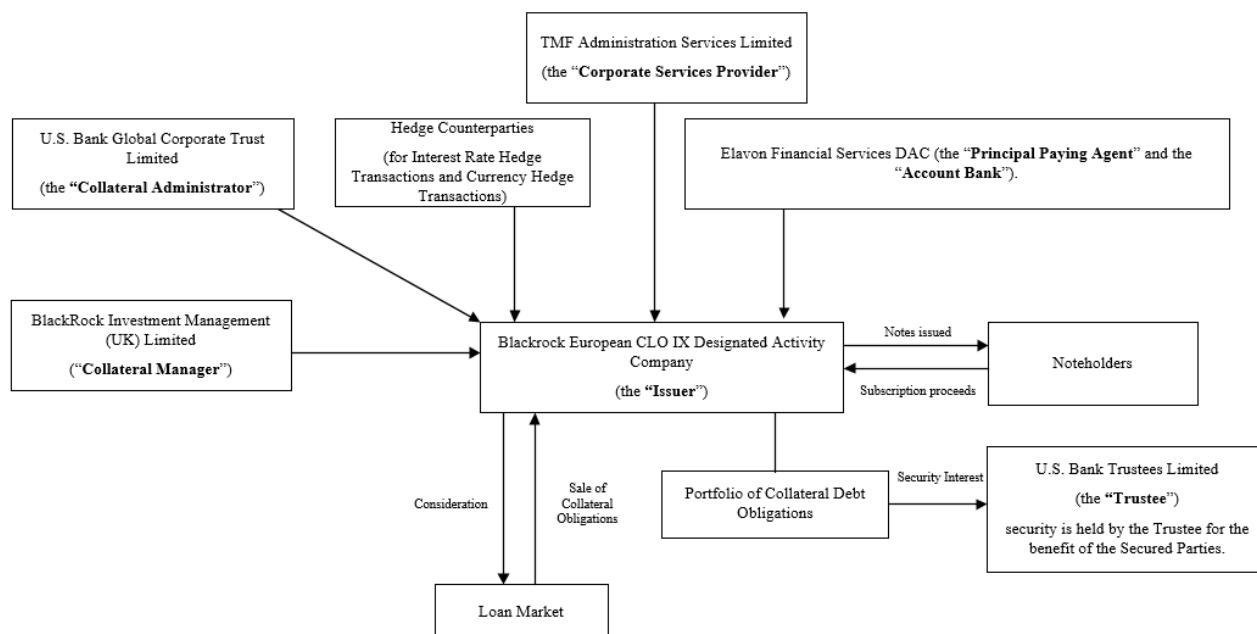 TMF Administration Services Limited
(the “Corporate Services Provider”)
U.S. Bank Global Corporate Trust
Limited
(the “Collateral Administrator”)
Hedge Counterparties
(for Interest Rate Hedge
Transactions and Currency Hedge
Transactions)
Elavon Financial Services DAC (the “Principal Paying Agent” and the
“Account Bank”).
BlackRock Investment Management
(UK) Limited
(“Collateral Manager”)
Blackrock European CLO IX Designated Activity
Company
(the “Issuer”)
Notes issued
Subscription proceeds
Noteholders
Consideration
Sale of
Collateral
Obligations
Portfolio of Collateral Debt
Obligations
Security Interest
U.S. Bank Trustees Limited
(the “Trustee”)
security is held by the Trustee for the
benefit of the Secured Parties.
Loan Market